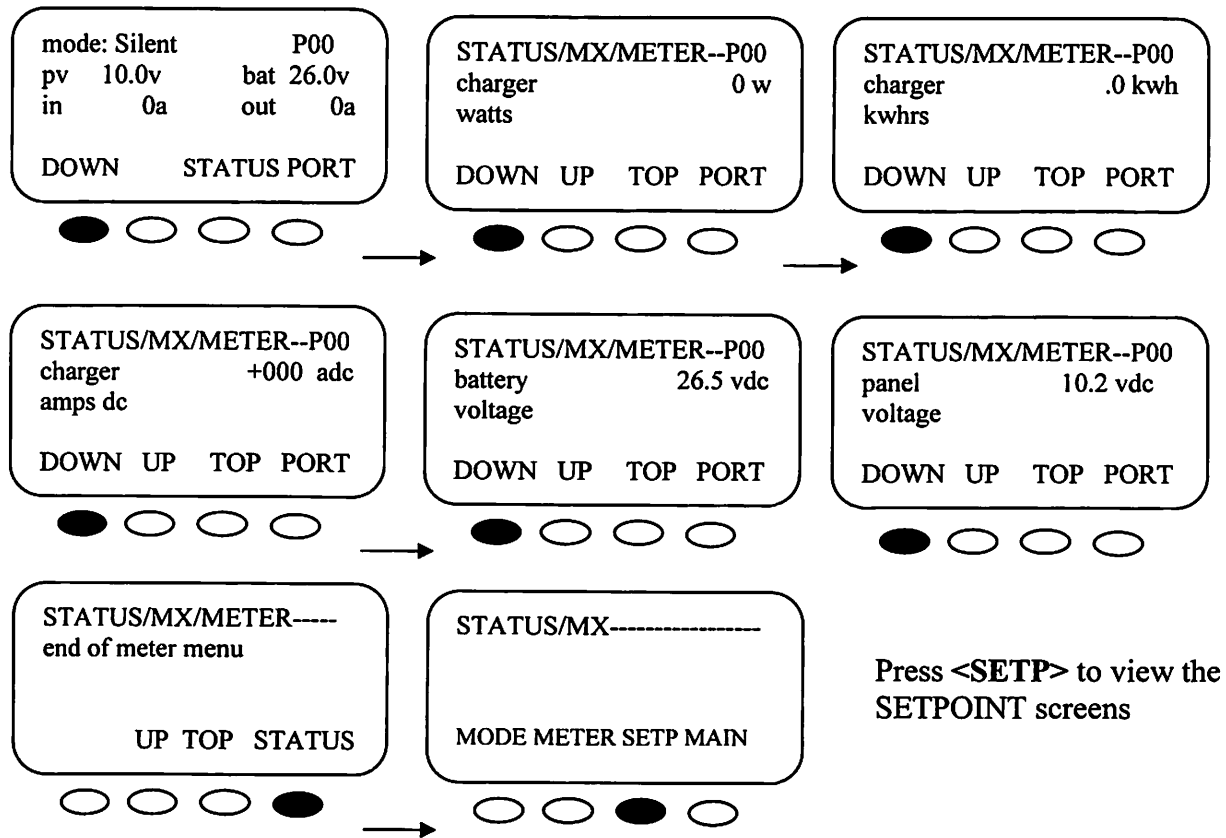 mode: Silent P00
pv 10.0v bat 26.0v
in 0a out 0a
DOWN STATUS PORT
STATUS/MX/METER--P00
charger 0 w
watts
DOWN UP TOP PORT
STATUS/MX/METER--P00
charger .0 kwh
kwhrs
DOWN UP TOP PORT
STATUS/MX/METER--P00
charger +000 adc
amps dc
DOWN UP TOP PORT
STATUS/MX/METER--P00
battery 26.5 vdc
voltage
DOWN UP TOP PORT
STATUS/MX/METER--P00
panel 10.2 vdc
voltage
DOWN UP TOP PORT
STATUS/MX/METER-----
end of meter menu
UP TOP STATUS
STATUS/MX-----------------
MODE METER SETP MAIN
Press <SETP> to view the
SETPOINT screens